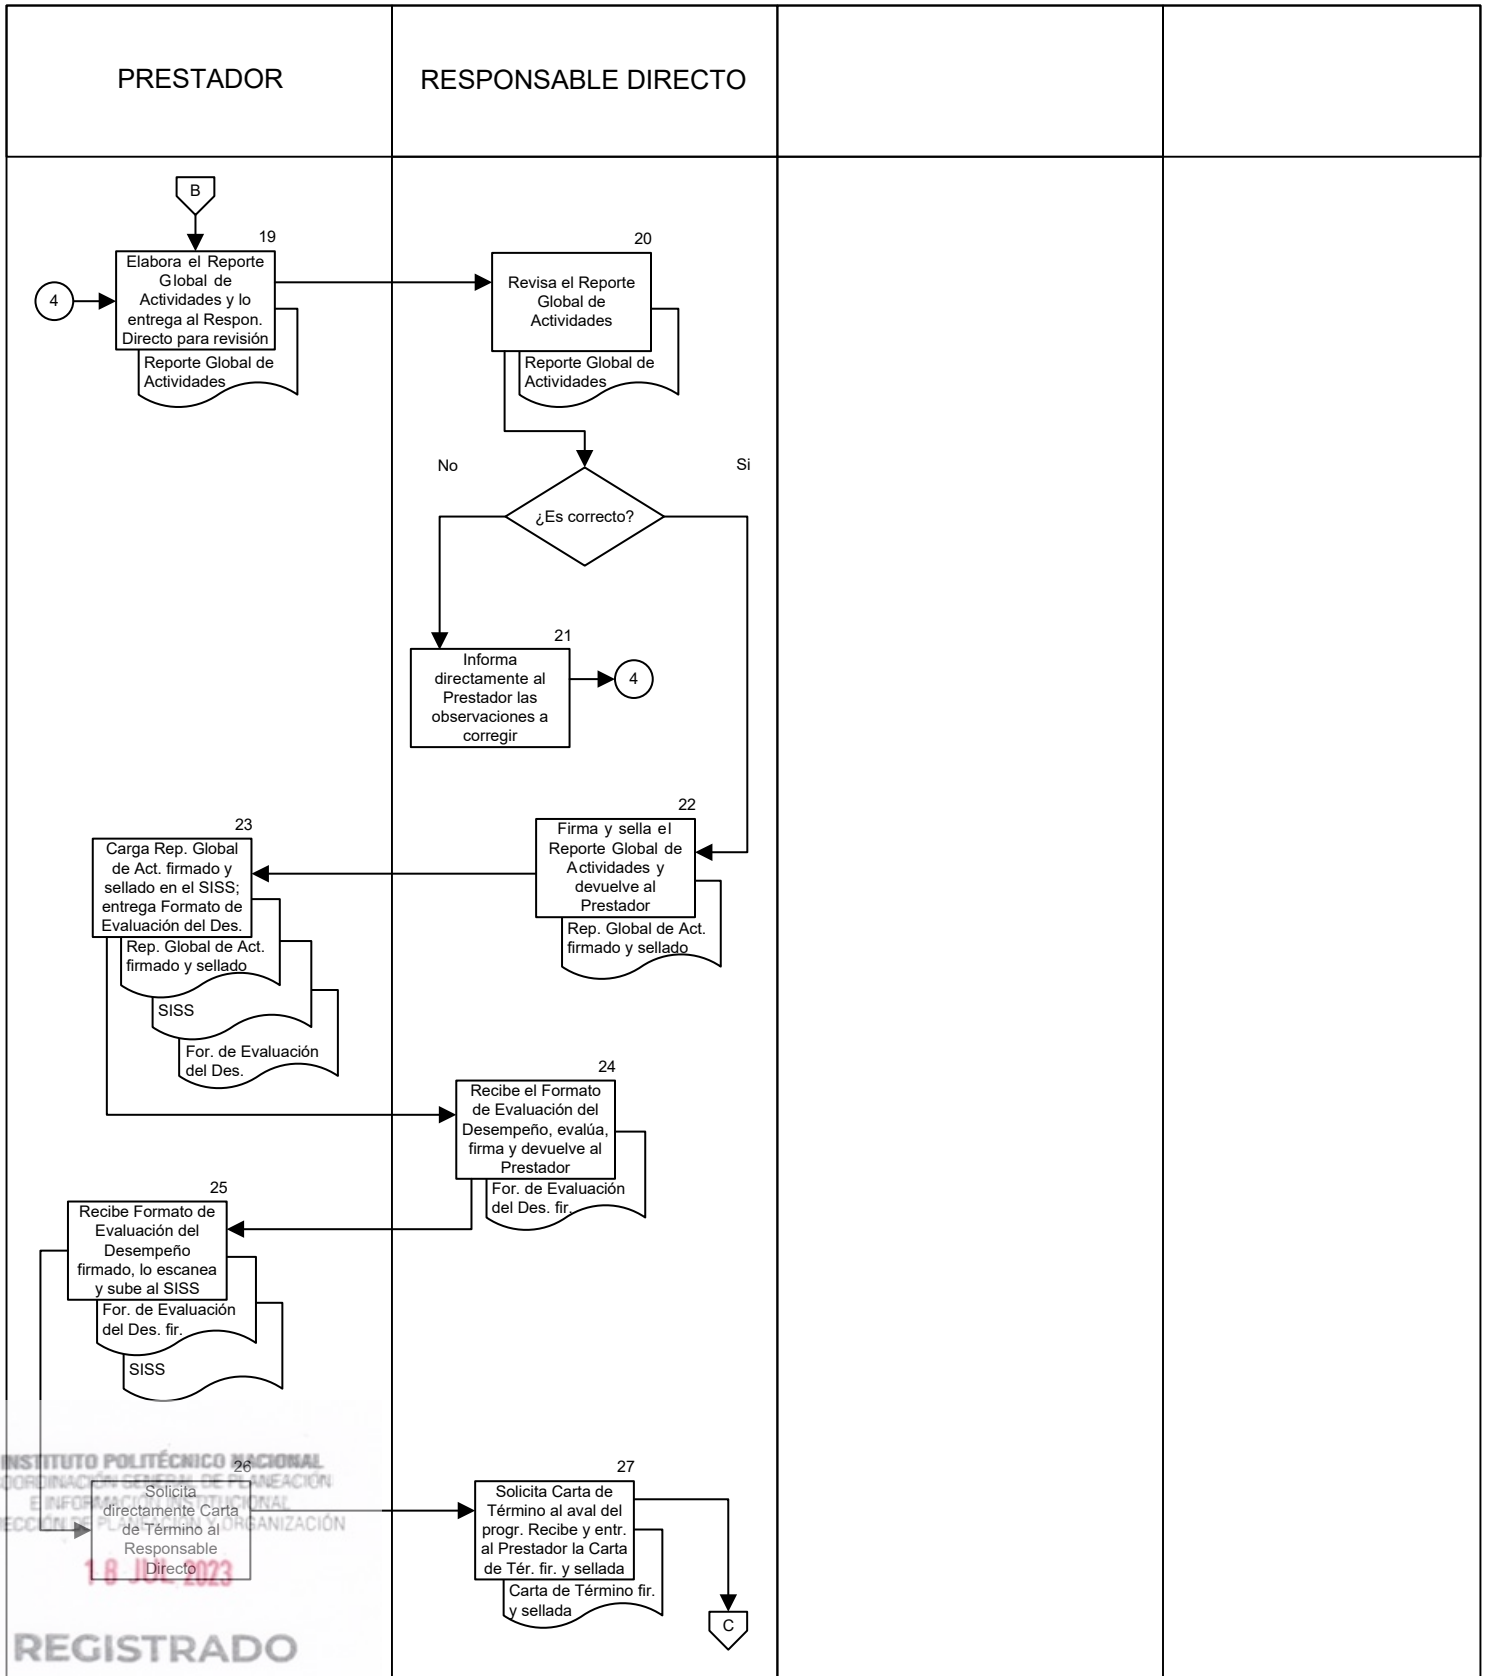 PRESTADOR
RESPONSABLE DIRECTO
B
19
Elabora el Reporte
Global de
Actividades y lo
entrega al Respon.
Directo para revisión
4
Reporte Global de
Actividades
20
Revisa el Reporte
Global de
Actividades
Reporte Global de
Actividades
No
Si
¿Es correcto?
21
Informa
directamente al
Prestador las
observaciones a
corregir
4
22
Firma y sella el
Reporte Global de
Actividades y
devuelve al
Prestador
Rep. Global de Act.
firmado y sellado
23
Carga Rep. Global
de Act. firmado y
sellado en el SISS;
entrega Formato de
Evaluación del Des.
Rep. Global de Act.
firmado y sellado
SISS
For. de Evaluación
del Des.
24
Recibe el Formato
de Evaluación del
Desempeño, evalúa,
firma y devuelve al
Prestador
For. de Evaluación
del Des. fir.
25
Recibe Formato de
Evaluación del
Desempeño
firmado, lo escanea
y sube al SISS
For. de Evaluación
del Des. fir.
SISS
26
Solicita
directamente Carta
de Término al
Responsable
Directo
INSTITUTO POLITÉCNICO NACIONAL
COORDINACIÓN GENERAL DE PLANEACIÓN
E INFORMACIÓN INSTITUCIONAL
DE PLANEACIÓN Y ORGANIZACIÓN
18 JUL 2023
REGISTRADO
27
Solicita Carta de
Término al aval del
progr. Recibe y entr.
al Prestador la Carta
de Tér. fir. y sellada
Carta de Término fir.
y sellada
C